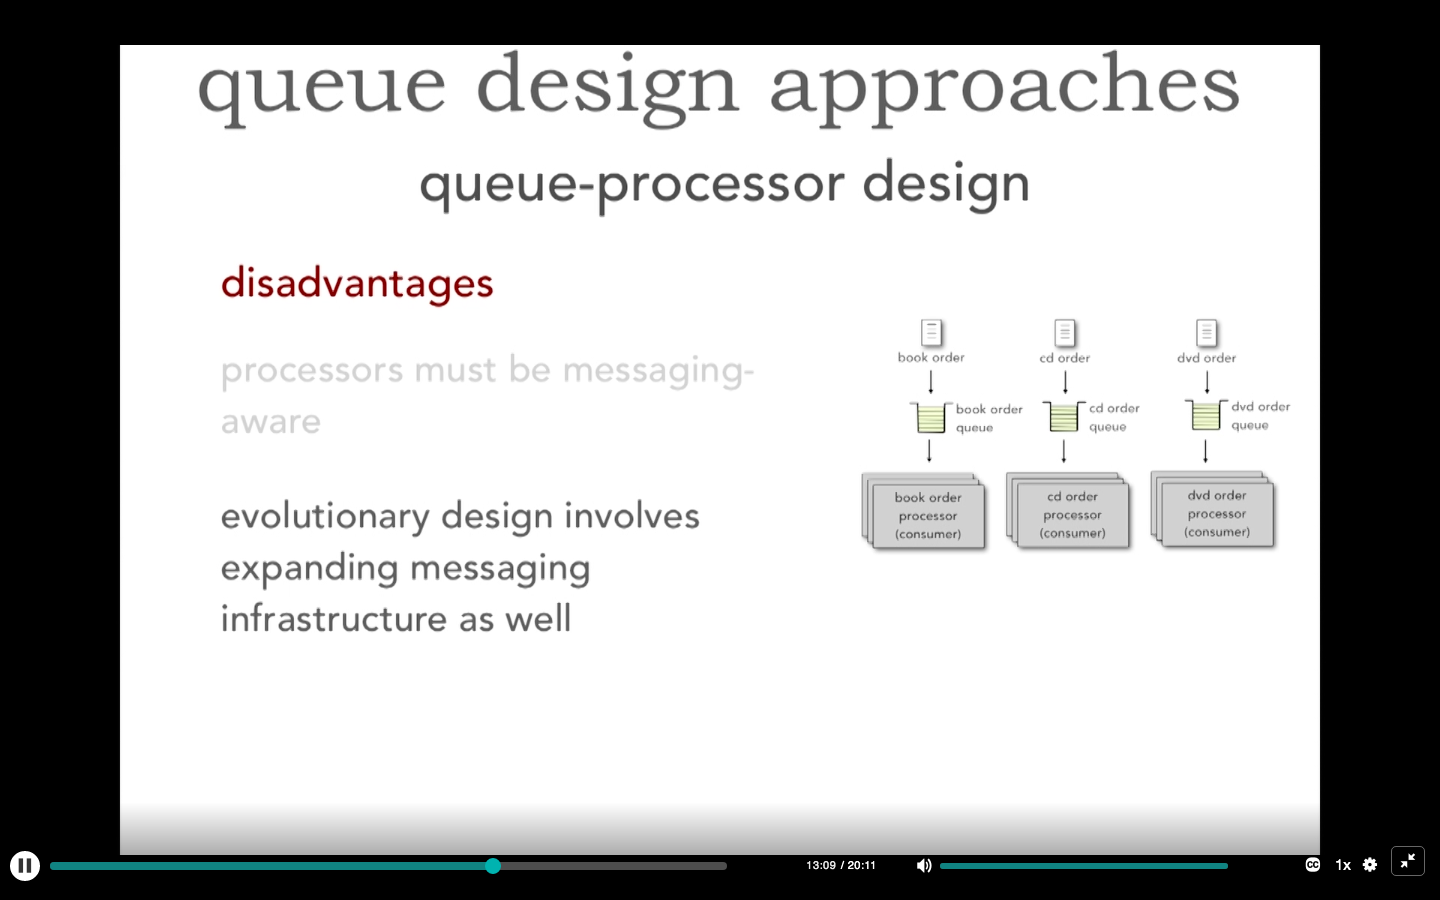 queue design approaches
queue-processor design
disadvantages
processors must be messaging-
aware
evolutionary design involves
expanding messaging
infrastructure as well
book order
cd order
dvd order
book order
queue
cd order
queue
dvd order
queue
book order
processor
(consumer)
cd order
processor
(consumer)
dvd order
processor
(consumer)
13:09 / 20:11
CC
1x